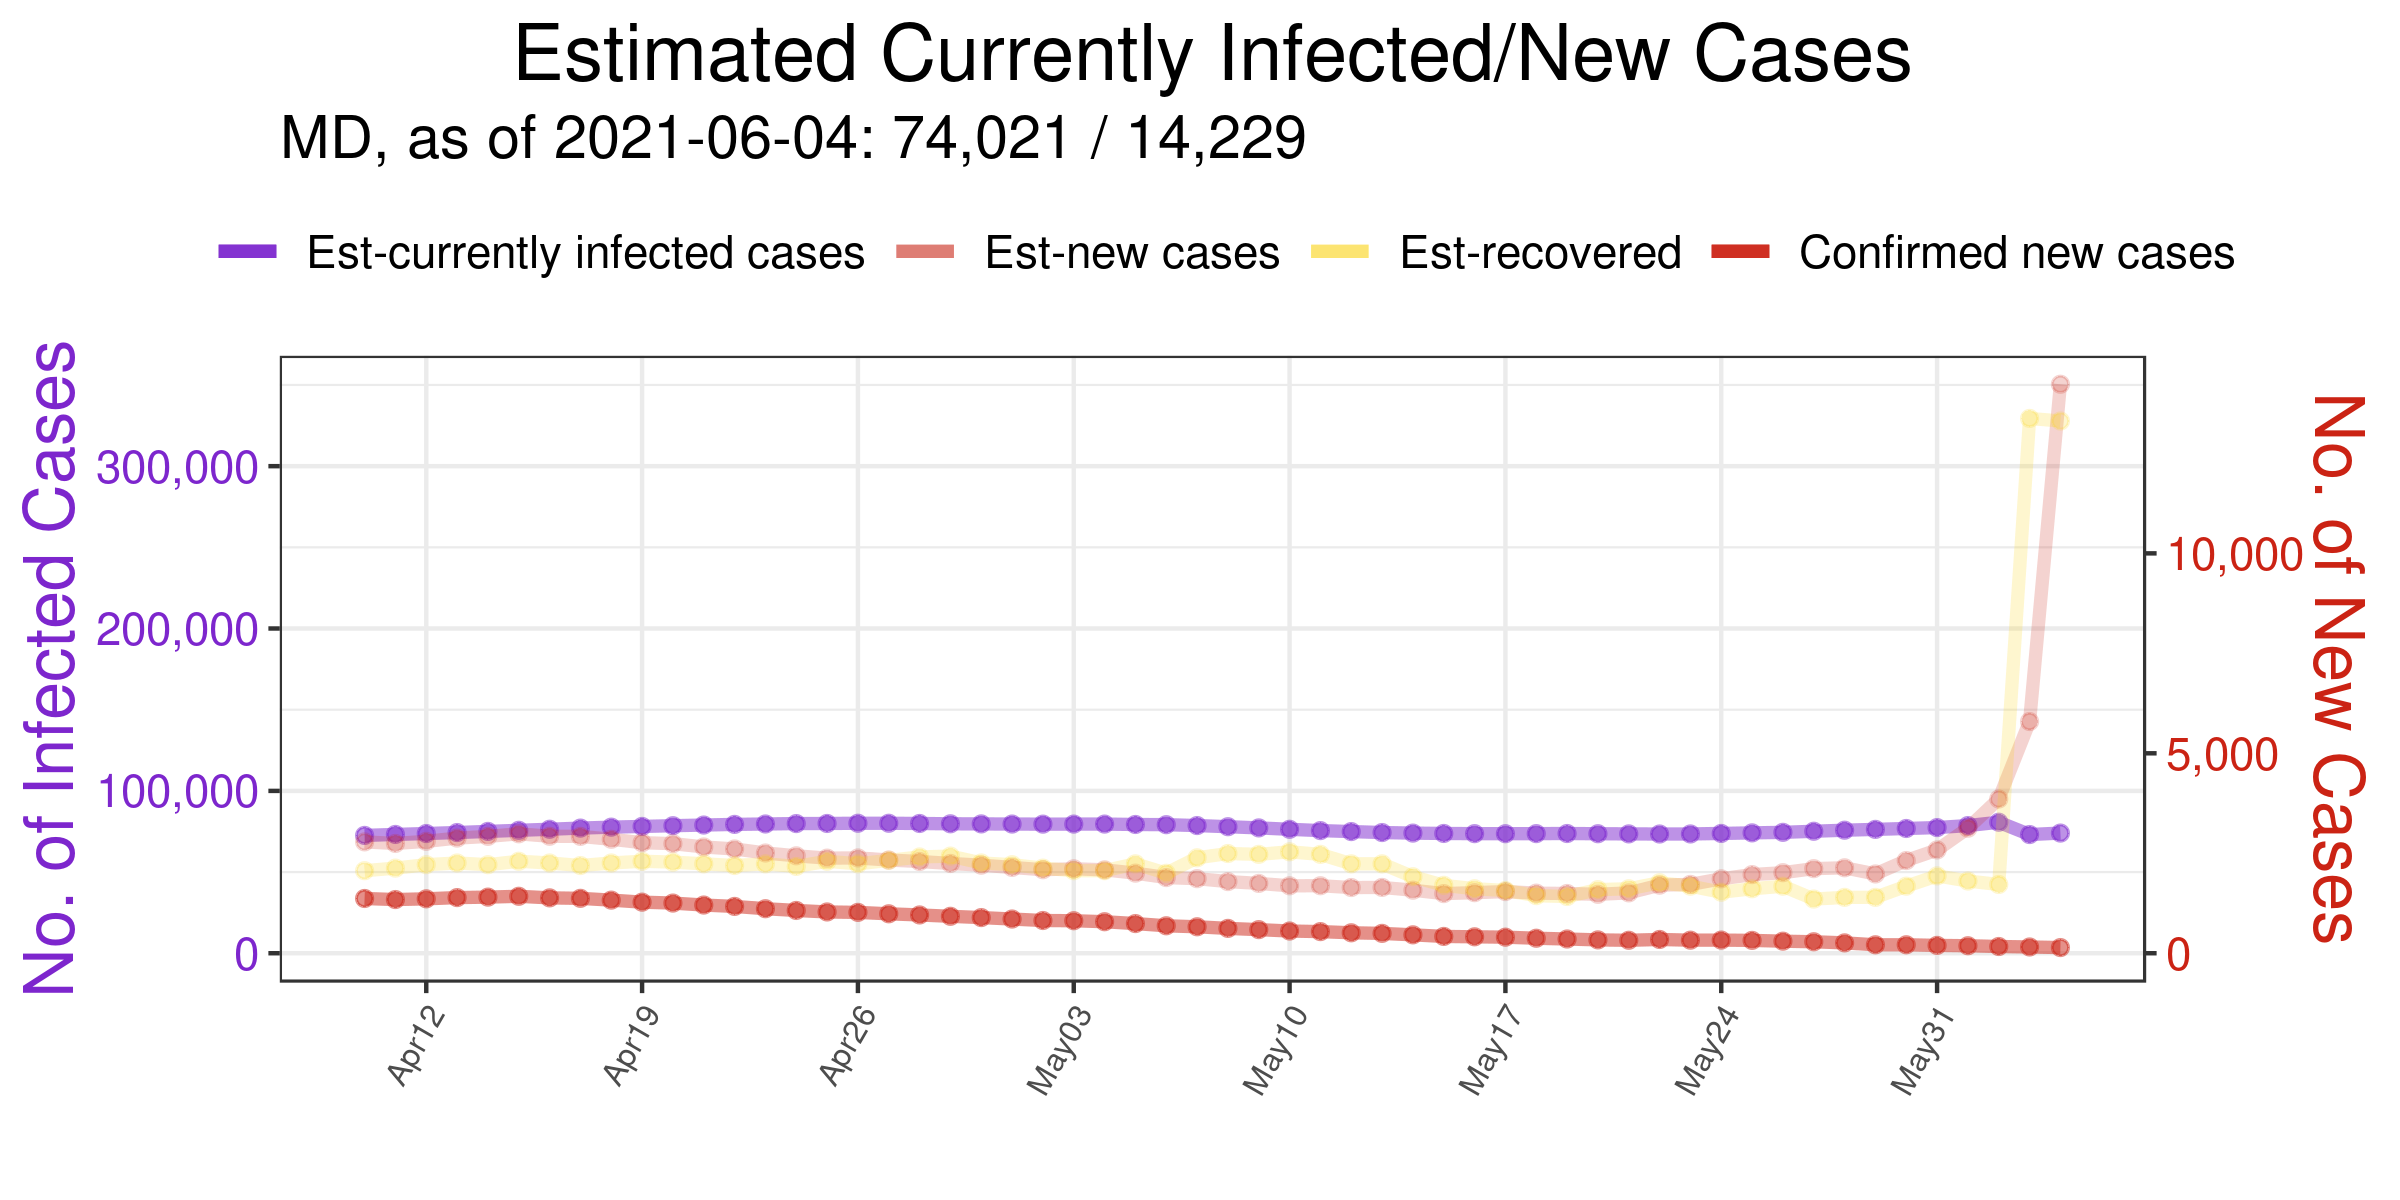 Estimated Currently Infected/New Cases
MD, as of 2021-06-04: 74,021 / 14,229
Est-currently infected cases Est-new cases Est-recovered Confirmed new cases
No. of Infected Cases
300,000
200,000
100,000
0
10,000
5,000
0
No. of New Cases
Apr12 Apr19 Apr26 May03 May10 May17 May24 May31